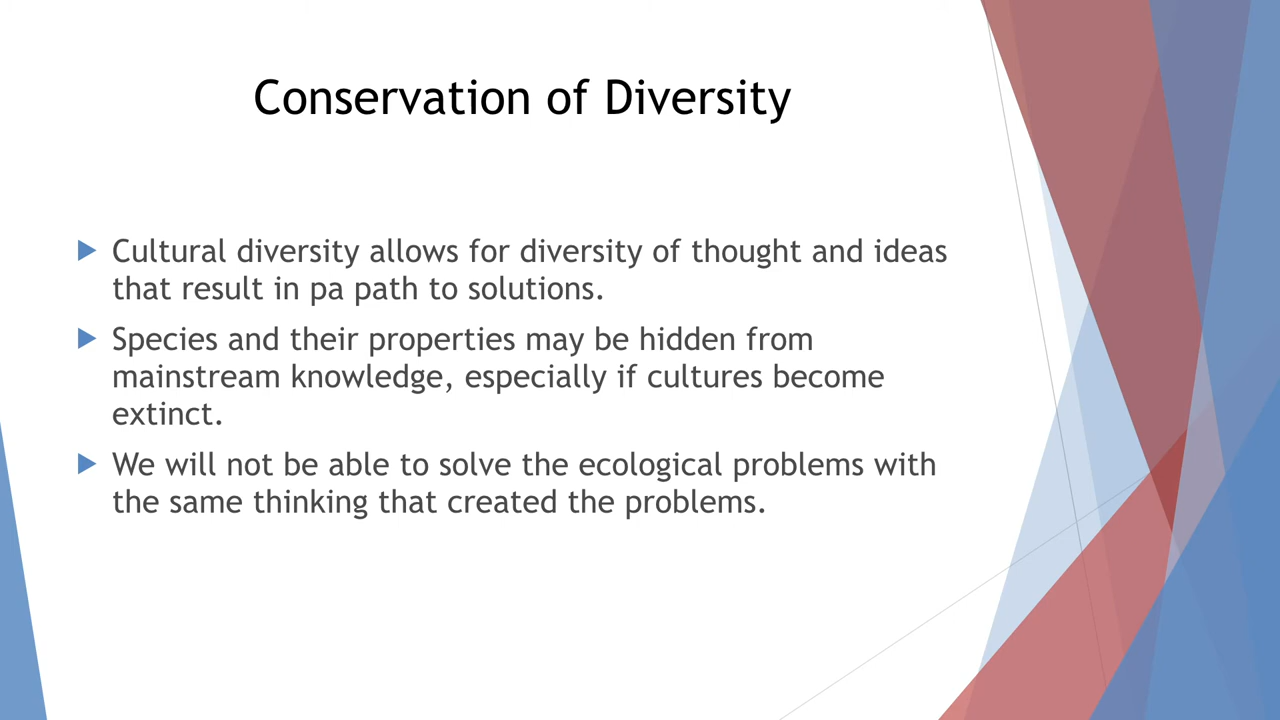 Conservation of Diversity
Cultural diversity allows for diversity of thought and ideas
that result in pa path to solutions.
Species and their properties may be hidden from
mainstream knowledge, especially if cultures become
extinct.
We will not be able to solve the ecological problems with
the same thinking that created the problems.